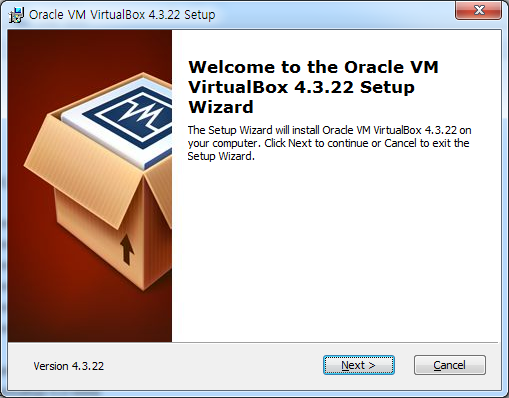 Oracle VM VirtualBox 4.3.22 Setup
Welcome to the Oracle VM
VirtualBox 4.3.22 Setup
Wizard
The Setup Wizard will install Oracle VM VirtualBox 4.3.22 on
your computer. Click Next to continue or Cancel to exit the
Setup Wizard.
VM
Version 4.3.22
Next >
Cancel